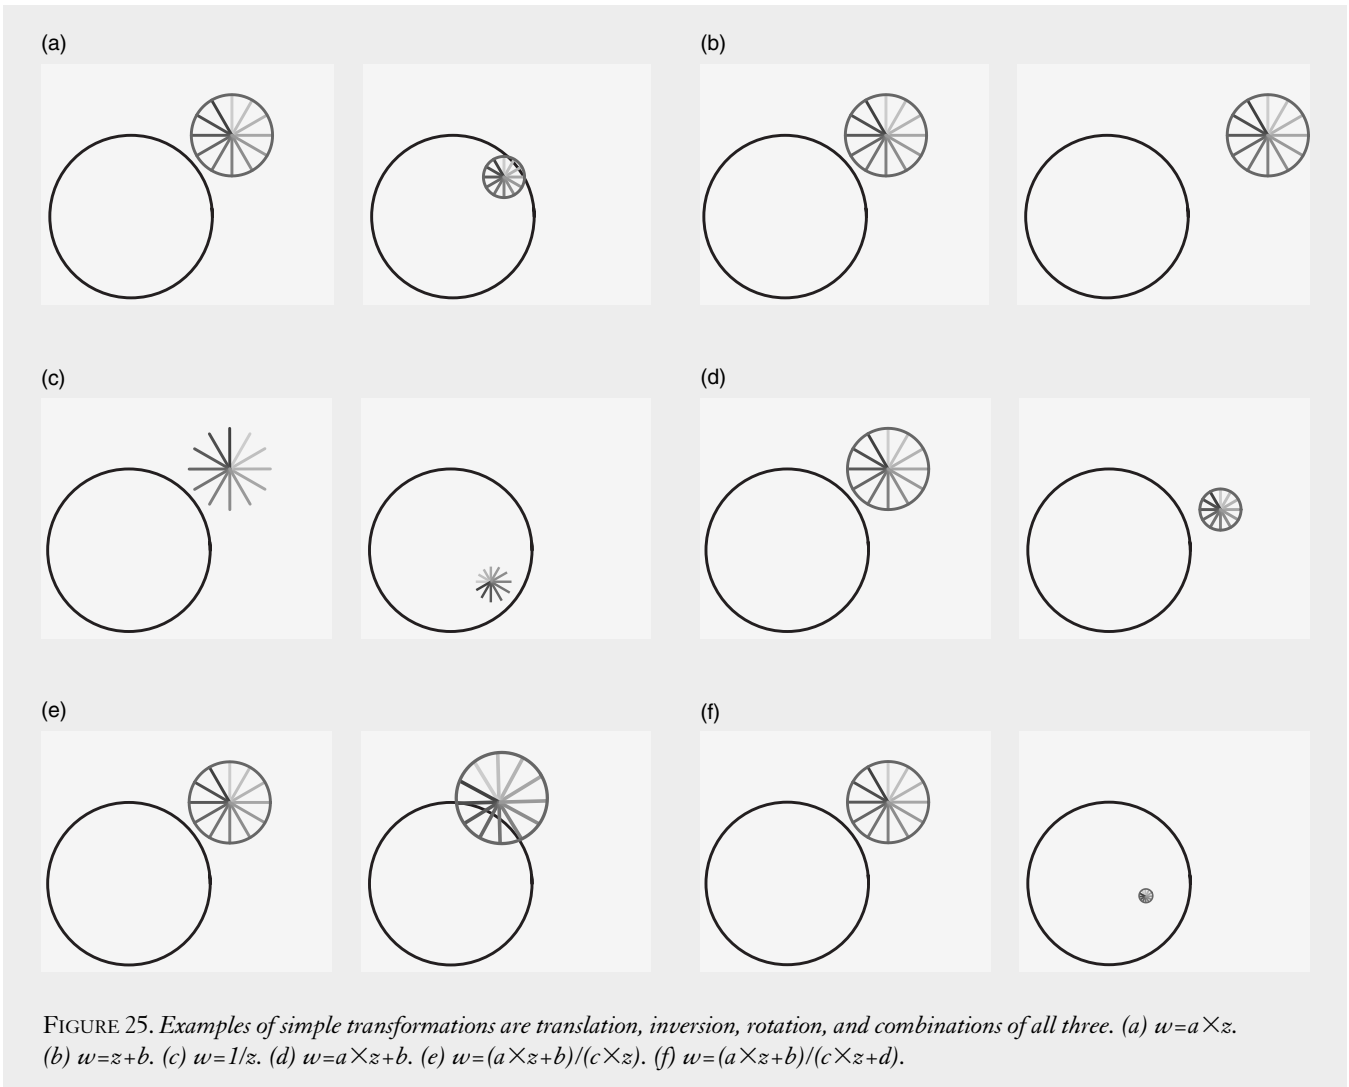 (a)
(b)
(c)
(d)
(e)
(f)
FIGURE 25. Examples of simple transformations are translation, inversion, rotation, and combinations of all three. (a) w=a×z.
(b) w=z+b. (c) w=1/z. (d) w=a×z+b. (e) w=(a×z+b)/(c×z). (f) w=(a×z+b)/(c×z+d).